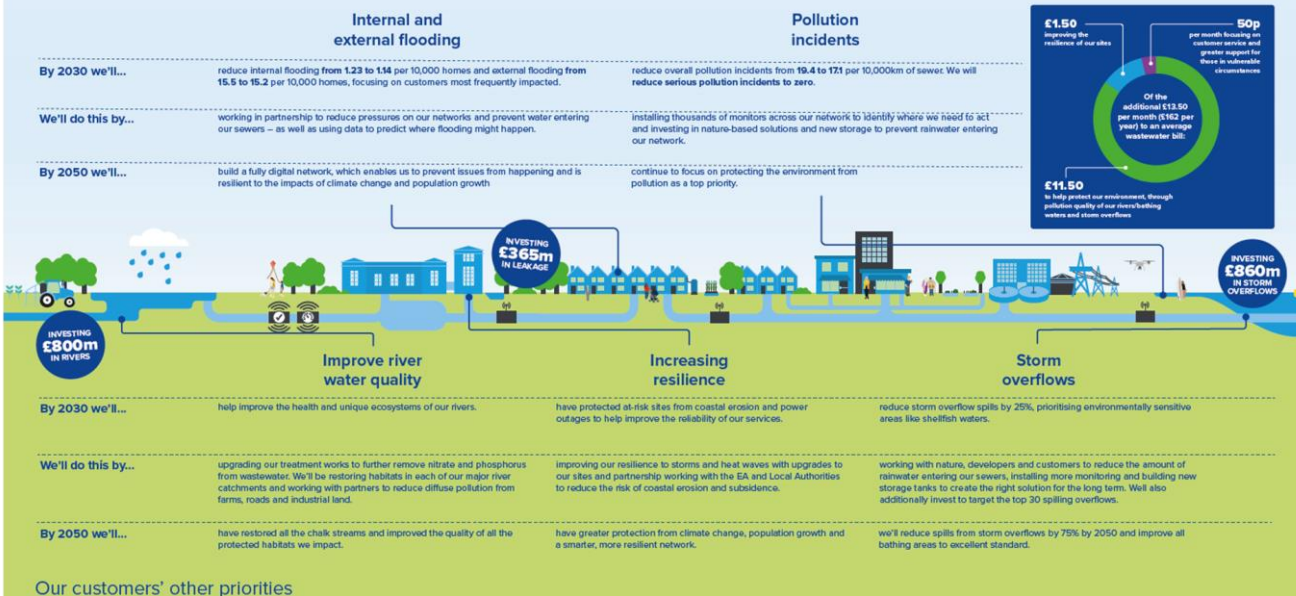 Internal and
external flooding
Pollution
incidents
By 2030 we'll...
reduce internal flooding from 1.23 to 1.14 per 10,000 homes and external flooding from
15.5 to 15.2 per 10,000 homes, focusing on customers most frequently impacted.
reduce overall pollution incidents from 19.4 to 17.1 per 10,000km of sewer. We will
reduce serious pollution incidents to zero.
We'll do this by...
working in partnership to reduce pressures on our networks and prevent water entering
our sewers – as well as using data to predict where flooding might happen.
installing thousands of monitors across our network to identify where we need to act
and investing in nature-based solutions and new storage to prevent rainwater entering
our network.
By 2050 we'll...
build a fully digital network, which enables us to prevent issues from happening and is
resilient to the impacts of climate change and population growth
continue to focus on protecting the environment from
pollution as a top priority.
£1.50
improving the
resilience of our sites
50p
per month focusing on
customer service and
greater support for
those in vulnerable
circumstances
Of the
additional £13.50
per month (£162 per
year) to an average
wastewater bill:
£11.50
to help protect our environment, through
pollution quality of our rivers/bathing
waters and storm overflows
INVESTING
£365m
IN LEAKAGE
INVESTING
£860m
IN STORM
OVERFLOWS
INVESTING
£800m
IN RIVERS
Improve river
water quality
Increasing
resilience
Storm
overflows
By 2030 we'll...
help improve the health and unique ecosystems of our rivers.
have protected at-risk sites from coastal erosion and power
outages to help improve the reliability of our services.
reduce storm overflow spills by 25%, prioritising environmentally sensitive
areas like shellfish waters.
We'll do this by...
upgrading our treatment works to further remove nitrate and phosphorus
from wastewater. We'll be restoring habitats in each of our major river
catchments and working with partners to reduce diffuse pollution from
farms, roads and industrial land.
improving our resilience to storms and heat waves with upgrades to
our sites and partnership working with the EA and Local Authorities
to reduce the risk of coastal erosion and subsidence.
working with nature, developers and customers to reduce the amount of
rainwater entering our sewers, installing more monitoring and building new
storage tanks to create the right solution for the long term. Well also
additionally invest to target the top 30 spilling overflows.
By 2050 we'll...
have restored all the chalk streams and improved the quality of all the
protected habitats we impact.
have greater protection from climate change, population growth and
a smarter, more resilient network.
we'll reduce spills from storm overflows by 75% by 2050 and improve all
bathing areas to excellent standard.
Our customers' other priorities